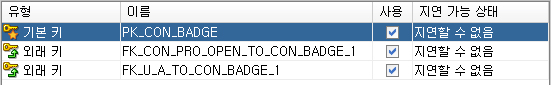 유형 이름 사용 지연 가능 상태
기본 키 PK_CON_BADGE 지연할 수 없음
외래 키 FK_CON_PRO_OPEN_TO_CON_BADGE_1 지연할 수 없음
외래 키 FK_U_A_TO_CON_BADGE_1 지연할 수 없음